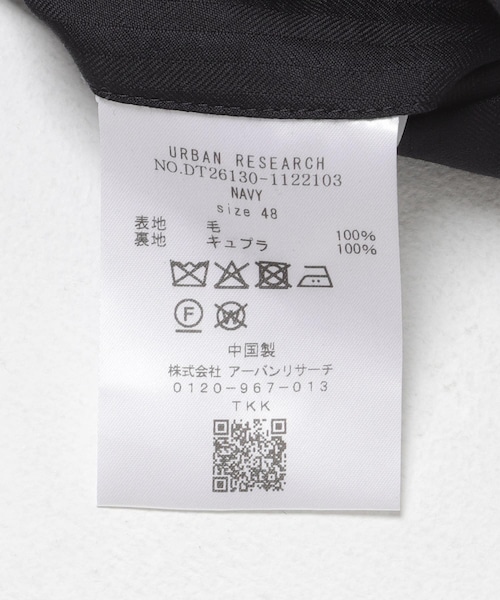 URBAN RESEARCH
NO.DT26130-1122103
NAVY
size 48
表地 毛 100%
裏地 キュプラ 100%
F W
中国製
株式会社 アーバンリサーチ
0120-967-013
TKK